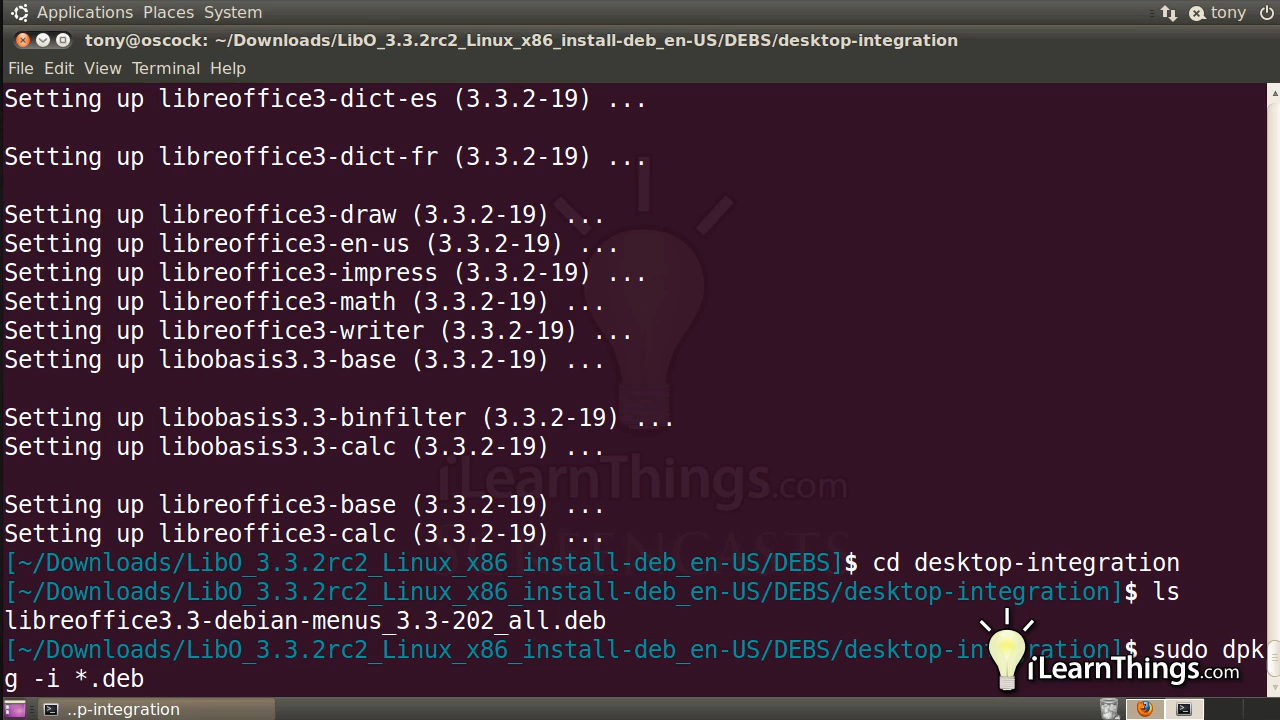 Applications Places System tony
tony@oscock: ~/Downloads/LibO_3.3.2rc2_Linux_x86_install-deb_en-US/DEBS/desktop-integration
File Edit View Terminal Help
Setting up libreoffice3-dict-es (3.3.2-19) ...
Setting up libreoffice3-dict-fr (3.3.2-19) ...
Setting up libreoffice3-draw (3.3.2-19) ...
Setting up libreoffice3-en-us (3.3.2-19) ...
Setting up libreoffice3-impress (3.3.2-19) ...
Setting up libreoffice3-math (3.3.2-19) ...
Setting up libreoffice3-writer (3.3.2-19) ...
Setting up libobasis3.3-base (3.3.2-19) ...
Setting up libobasis3.3-binfilter (3.3.2-19) ...
Setting up libobasis3.3-calc (3.3.2-19) ...
iLearnThings.com
Setting up libreoffice3-base (3.3.2-19) ...
Setting up libreoffice3-calc (3.3.2-19) ...
SCREENCASTS
[~/Downloads/LibO_3.3.2rc2_Linux_x86_install-deb_en-US/DEBS]$ cd desktop-integration
[~/Downloads/LibO_3.3.2rc2_Linux_x86_install-deb_en-US/DEBS/desktop-integration]$ ls
libreoffice3.3-debian-menus_3.3-202_all.deb
[~/Downloads/LibO_3.3.2rc2_Linux_x86_install-deb_en-US/DEBS/desktop-integration]$ sudo dpk
g -i *.deb
iLearnThings.com
..p-integration